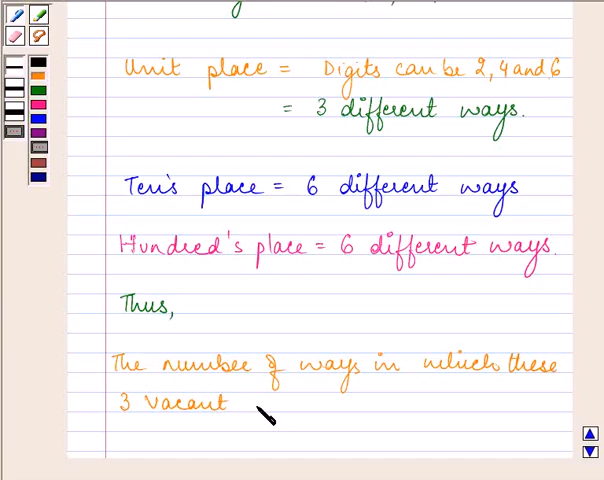 Unit place = Digits can be 2, 4 and 6
= 3 different ways.
Ten's place = 6 different ways
Hundred's place = 6 different ways.
Thus,
The number of ways in which these
3 vacant